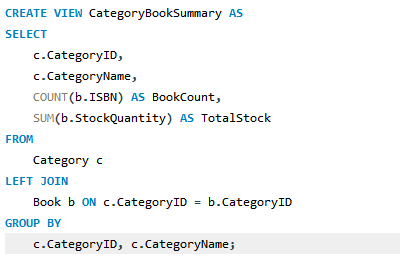 CREATE VIEW CategoryBookSummary AS
SELECT
    c.CategoryID,
    c.CategoryName,
    COUNT(b.ISBN) AS BookCount,
    SUM(b.StockQuantity) AS TotalStock
FROM
    Category c
LEFT JOIN
    Book b ON c.CategoryID = b.CategoryID
GROUP BY
    c.CategoryID, c.CategoryName;